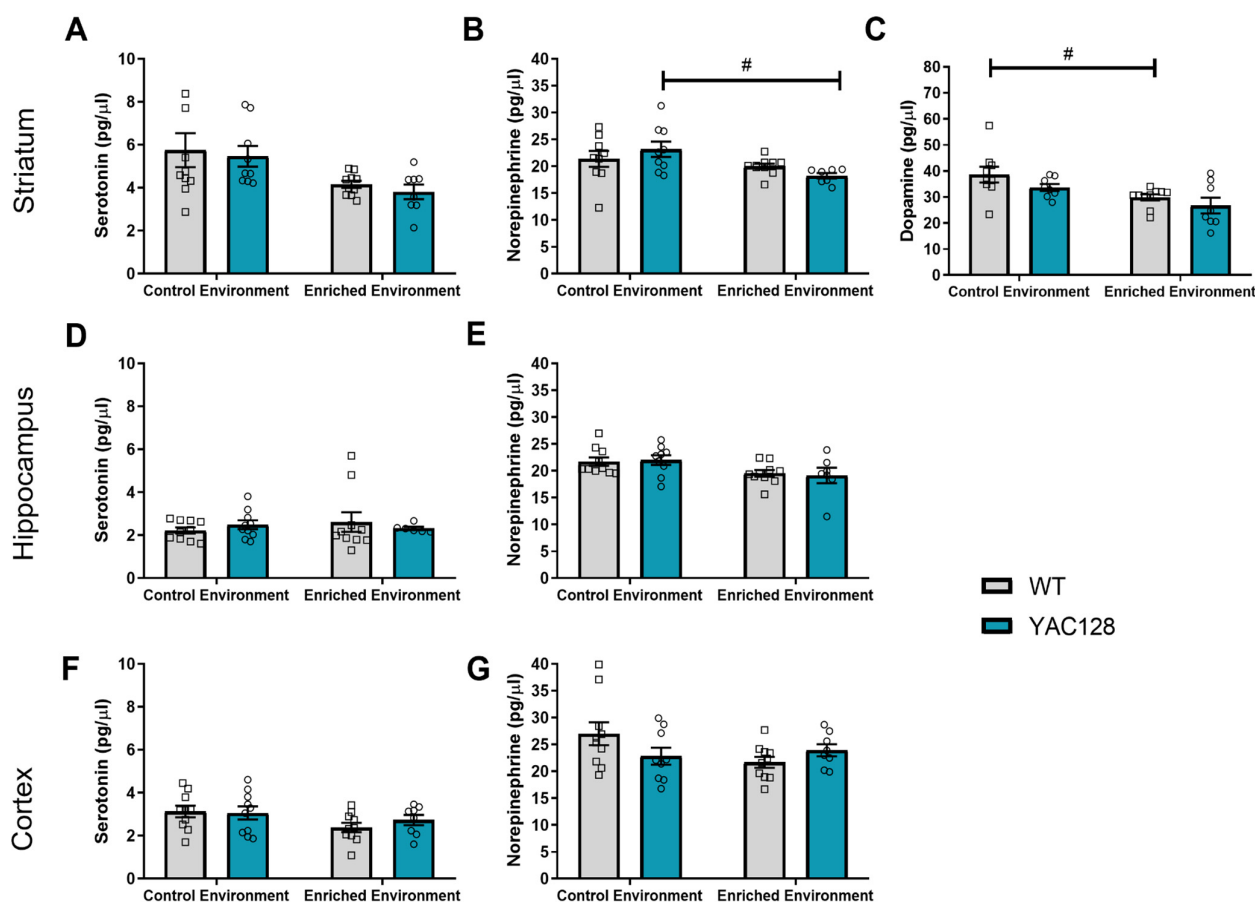 A
B
C
Striatum
Serotonin (pg/μl)
10
8
6
4
2
0
Control Environment
Enriched Environment
#
Norepinephrine (pg/μl)
40
35
30
25
20
15
10
5
0
Control Environment
Enriched Environment
#
Dopamine (pg/μl)
80
70
60
50
40
30
20
10
0
Control Environment
Enriched Environment
D
E
Hippocampus
Serotonin (pg/μl)
10
8
6
4
2
0
Control Environment
Enriched Environment
Norepinephrine (pg/μl)
40
35
30
25
20
15
10
5
0
Control Environment
Enriched Environment
WT
YAC128
F
G
Cortex
Serotonin (pg/μl)
10
8
6
4
2
0
Control Environment
Enriched Environment
Norepinephrine (pg/μl)
40
35
30
25
20
15
10
5
0
Control Environment
Enriched Environment